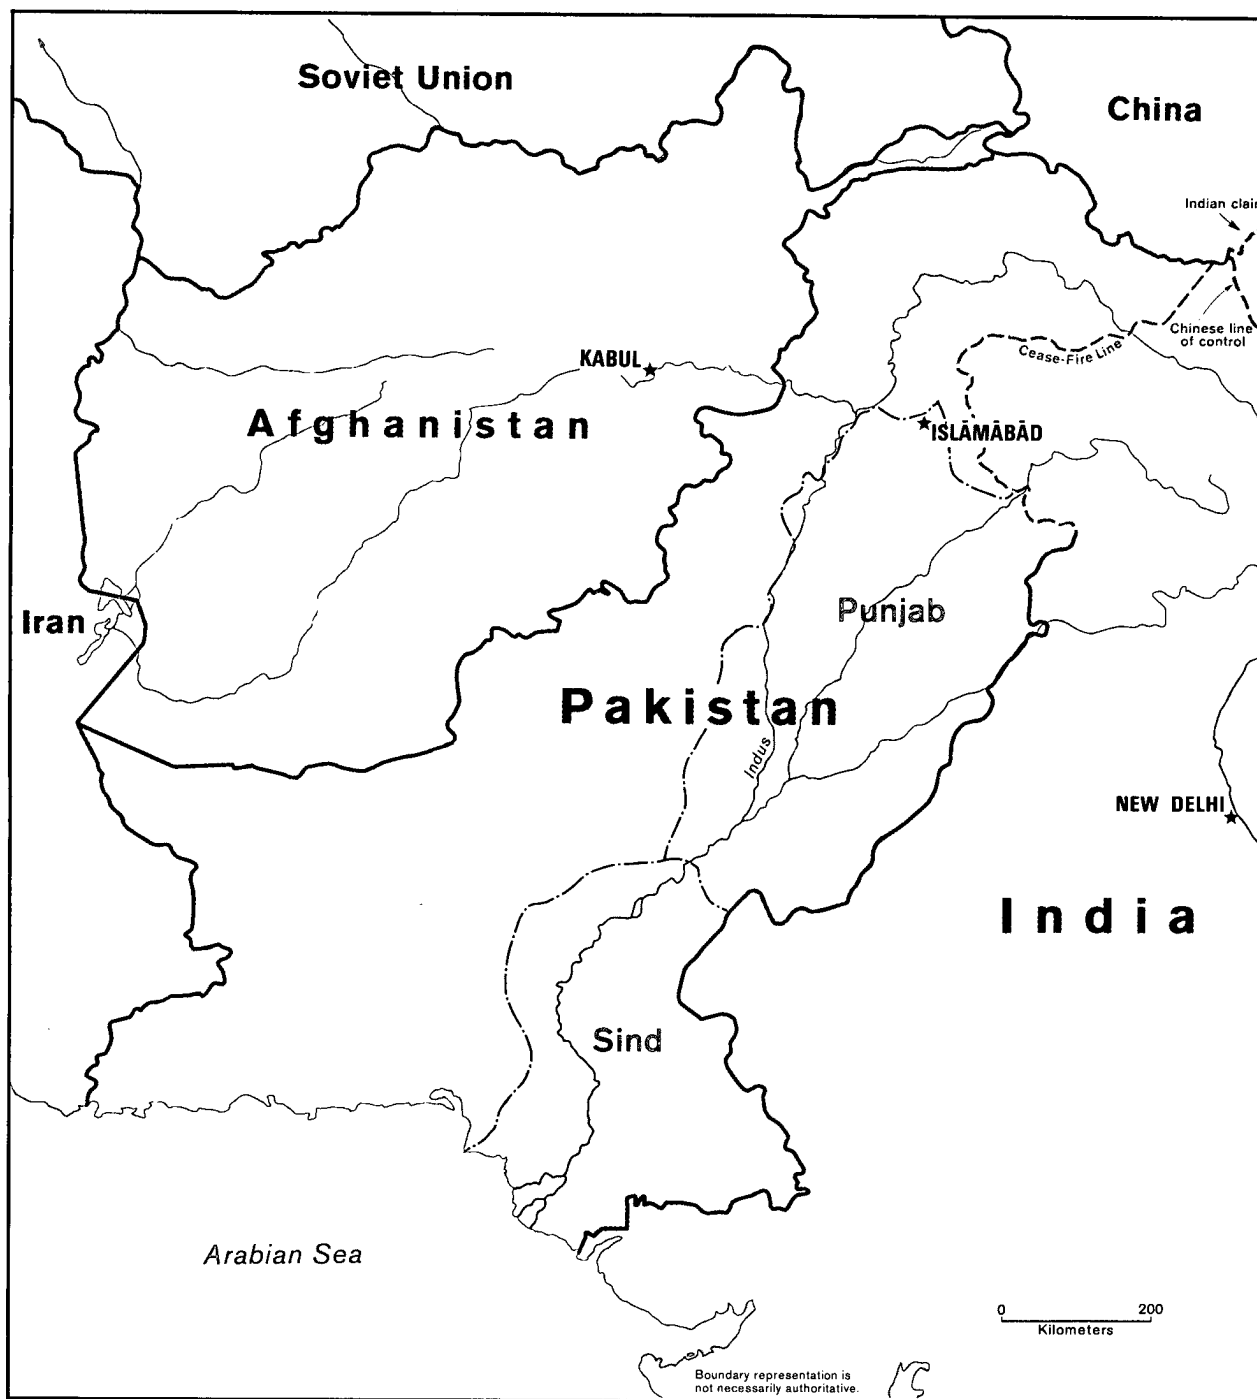 Soviet Union
China
Indian clai
Chinese line
of control
Cease-Fire Line
KABUL
Afghanistan
ISLĀMĀBĀD
Iran
Punjab
Pakistan
Indus
NEW DELHI
India
Sind
Arabian Sea
0 200
Kilometers
Boundary representation is
not necessarily authoritative.